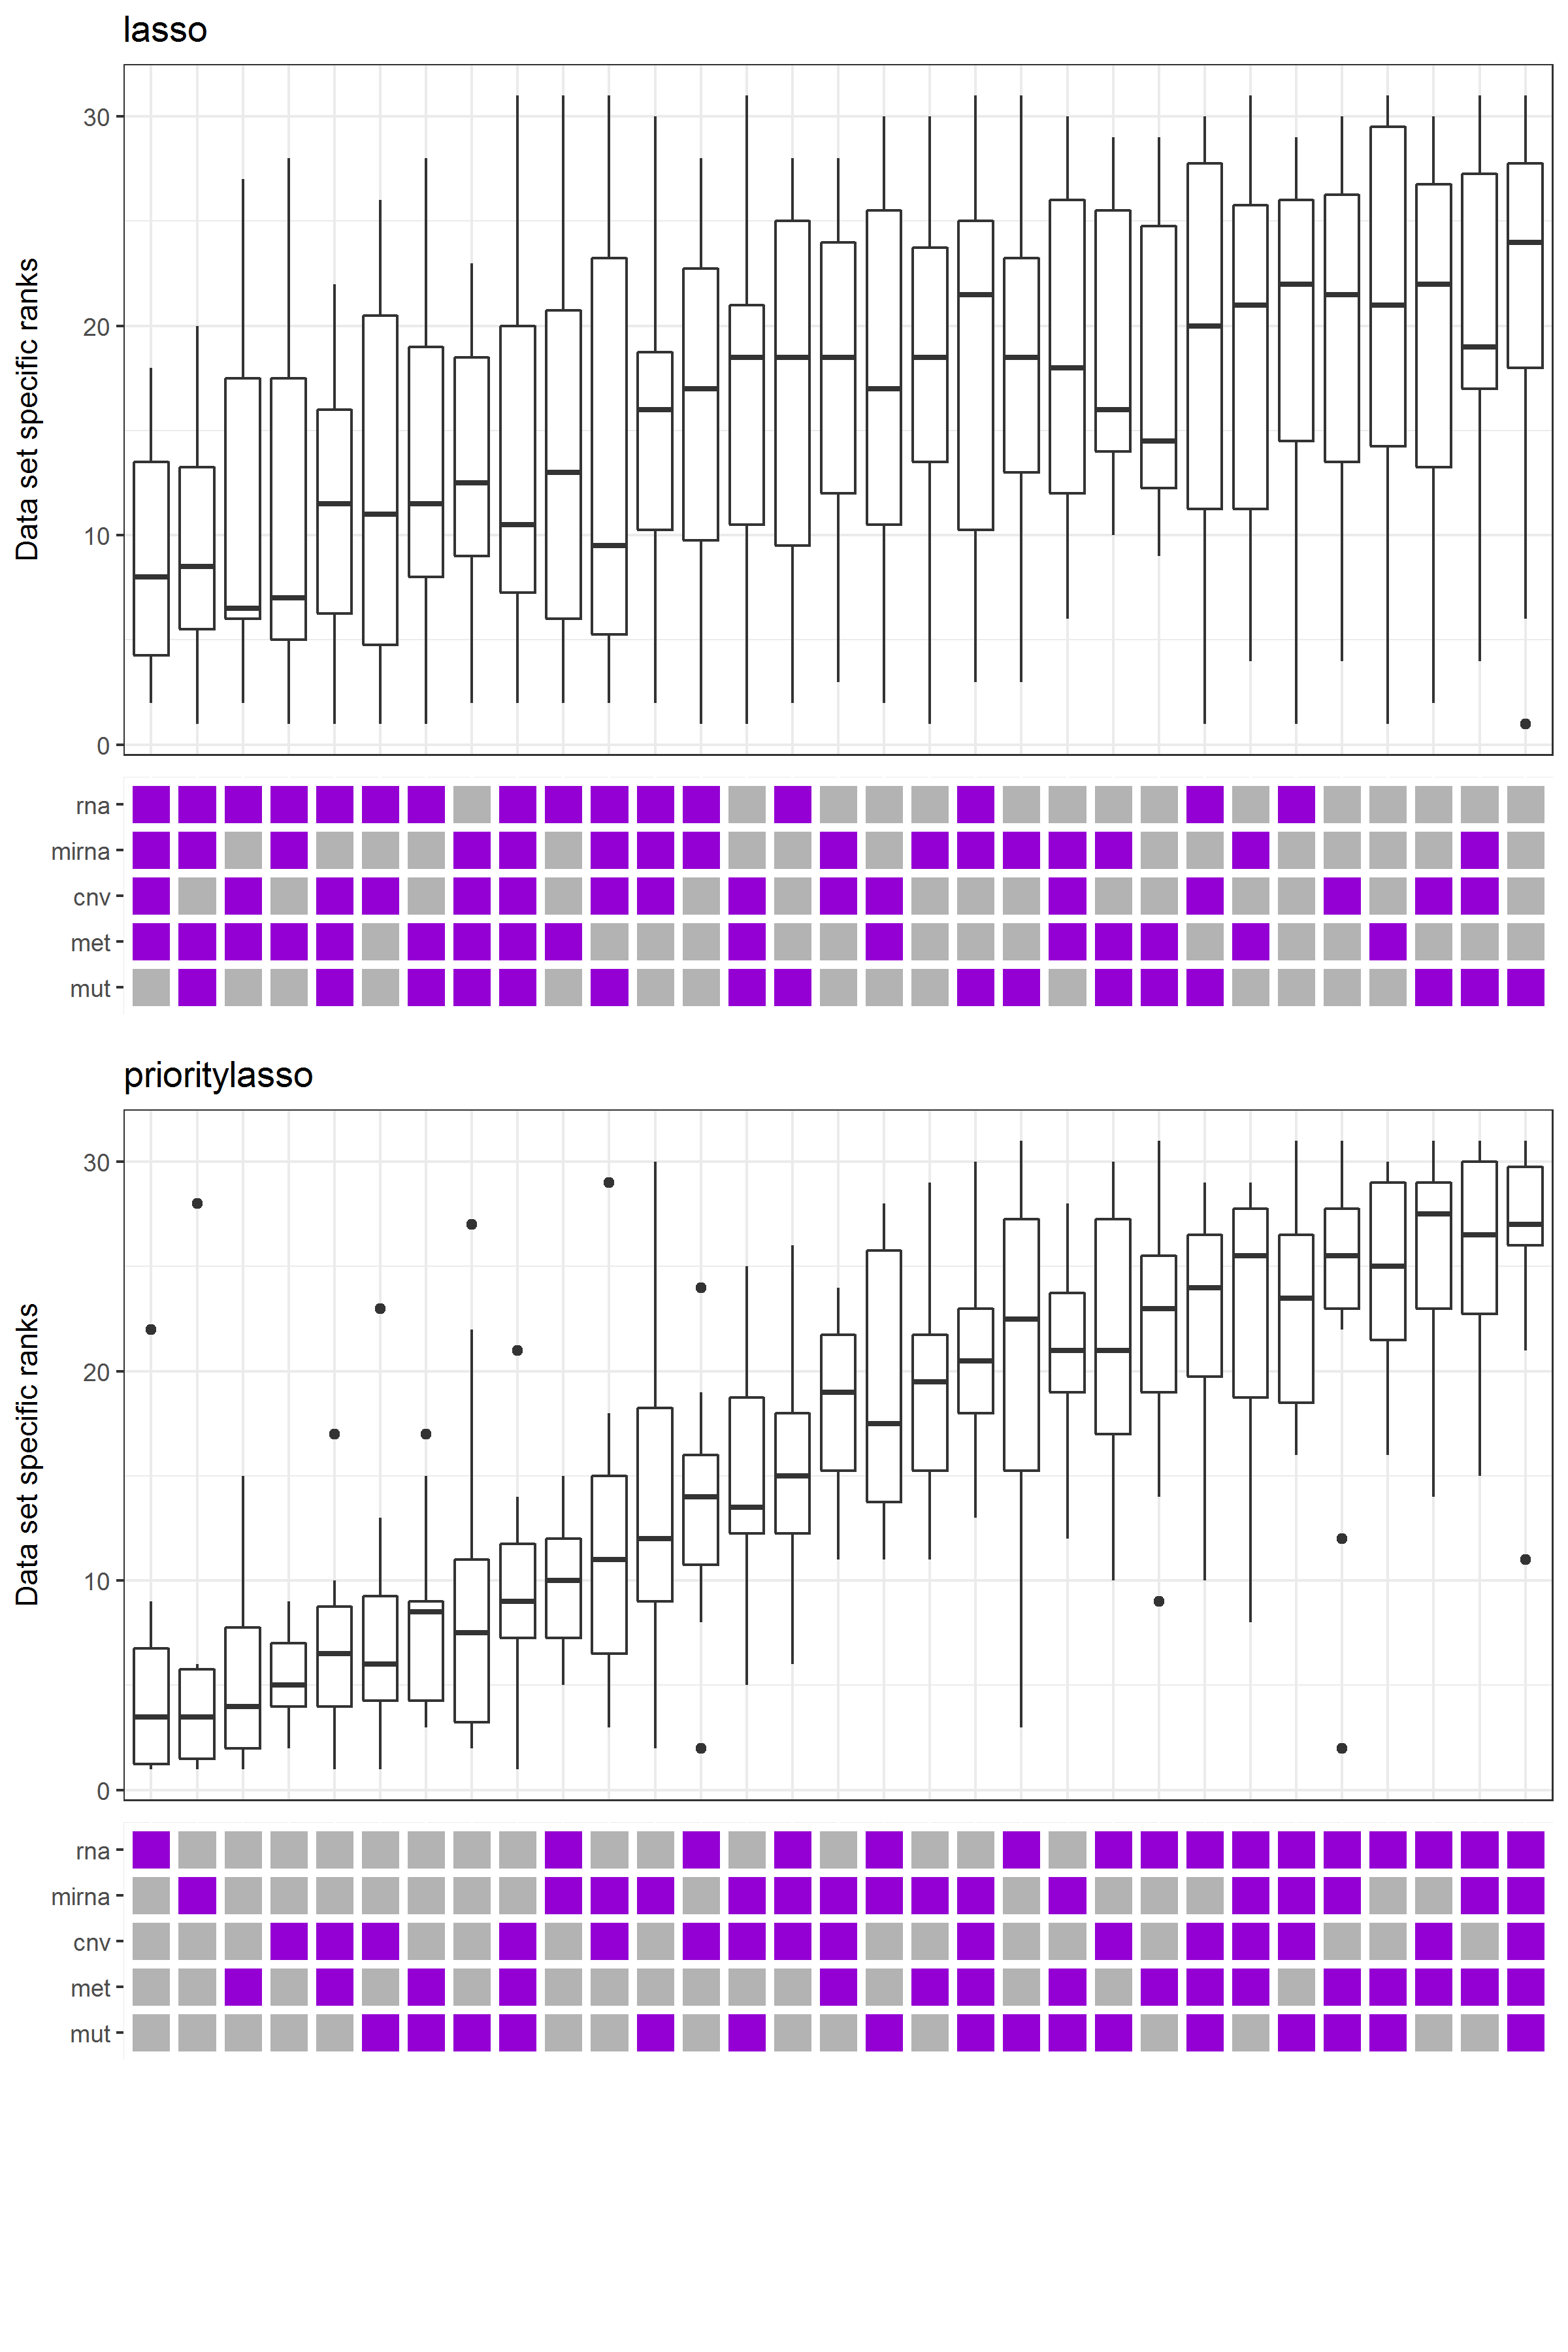 lasso
Data set specific ranks
30
20
10
0
rna
mirna
cnv
met
mut
prioritylasso
Data set specific ranks
30
20
10
0
rna
mirna
cnv
met
mut